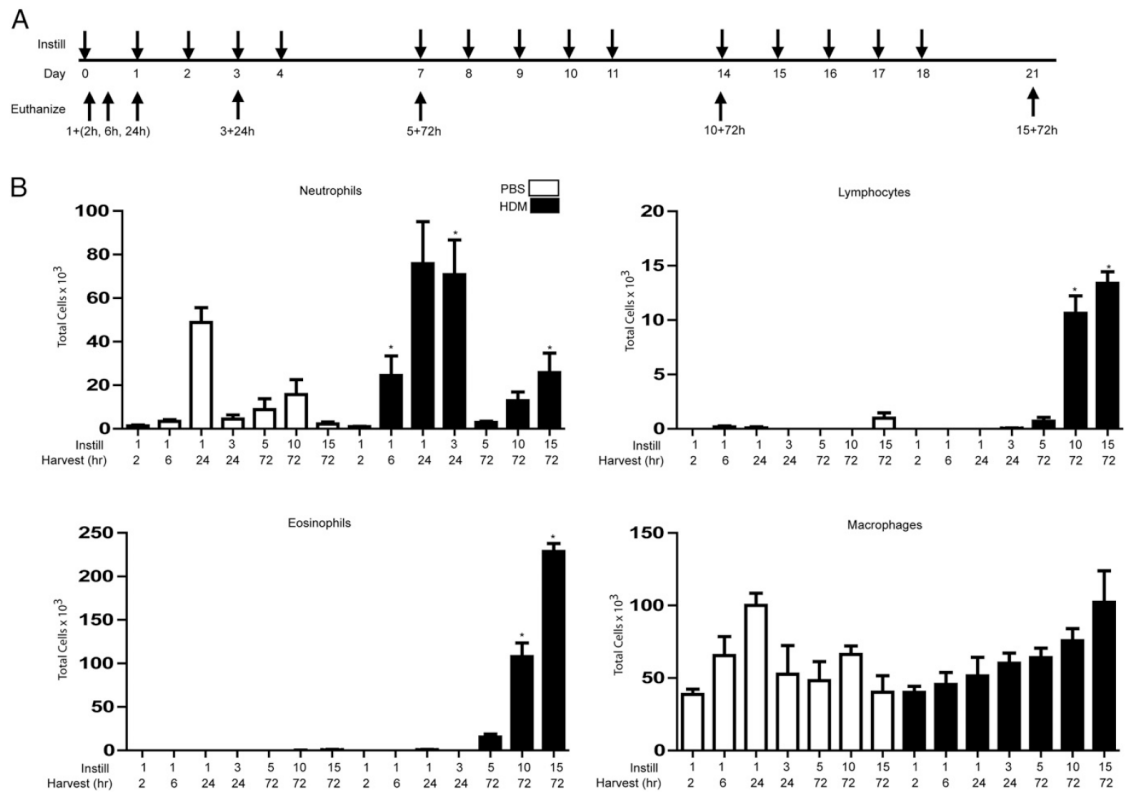 A
Instill
Day 0 1 2 3 4 7 8 9 10 11 14 15 16 17 18 21
Euthanize
1+(2h, 6h, 24h) 3+24h 5+72h 10+72h 15+72h
B
Neutrophils
PBS
HDM
Total Cells x 10³
100
80
60
40
20
0
* * *
Instill 1 1 1 3 5 10 15 1 1 1 3 5 10 15
Harvest (hr) 2 6 24 24 72 72 72 2 6 24 24 72 72 72
Lymphocytes
Total Cells x 10³
20
15
10
5
0
* *
Instill 1 1 1 3 5 10 15 1 1 1 3 5 10 15
Harvest (hr) 2 6 24 24 72 72 72 2 6 24 24 72 72 72
Eosinophils
Total Cells x 10³
250
200
150
100
50
0
* *
Instill 1 1 1 3 5 10 15 1 1 1 3 5 10 15
Harvest (hr) 2 6 24 24 72 72 72 2 6 24 24 72 72 72
Macrophages
Total Cells x 10³
150
100
50
0
Instill 1 1 1 3 5 10 15 1 1 1 3 5 10 15
Harvest (hr) 2 6 24 24 72 72 72 2 6 24 24 72 72 72